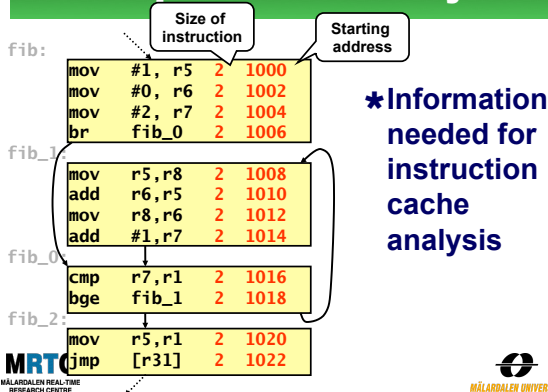 Size of
instruction
Starting
address
fib:
mov #1, r5 2 1000
mov #0, r6 2 1002
mov #2, r7 2 1004
br fib_0 2 1006
fib_1:
mov r5,r8 2 1008
add r6,r5 2 1010
mov r8,r6 2 1012
add #1,r7 2 1014
fib_0:
cmp r7,r1 2 1016
bge fib_1 2 1018
fib_2:
mov r5,r1 2 1020
jmp [r31] 2 1022
*Information
needed for
instruction
cache
analysis
MRTC
MÄLARDALEN REAL-TIME
RESEARCH CENTRE
MÄLARDALEN UNIVER